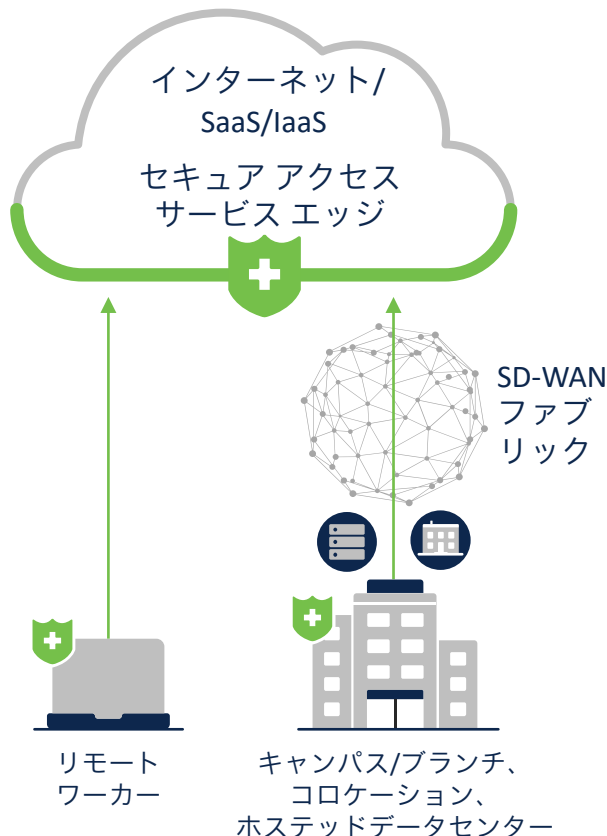 インターネット/
SaaS/IaaS
セキュア アクセス
サービス エッジ
SD-WAN
ファブ
リック
リモート
ワーカー
キャンパス/ブランチ、
コロケーション、
ホステッドデータセンター